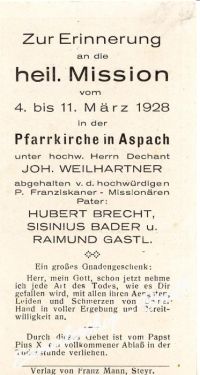 Zur Erinnerung
an die
heil. Mission
vom
4. bis 11. März 1928
in der
Pfarrkirche in Aspach
unter hochw. Herrn Dechant
JOH. WEILHARTNER
abgehalten v. d. hochwürdigen
P. Franziskaner - Missionären
Pater:
HUBERT BRECHT,
SISINIUS BADER u.
RAIMUND GASTL.
Ein großes Gnadengeschenk:
Herr, mein Gott, schon jetzt nehme
ich jede Art des Todes, wie es Dir
gefallen wird, mit allen ihren
Leiden und Schmerzen von
Hand in voller Ergebung und Bereit-
willigkeit an.
Durch dieses Gebet ist vom Papst
Pius X. ein vollkommener Ablaß in der
verliehen.
Verlag von Franz Mann, Steyr.